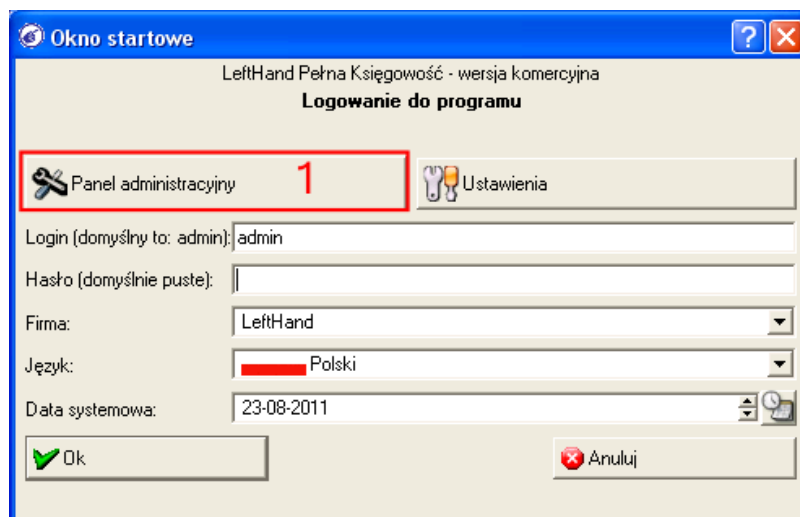 Okno startowe
LeftHand Pełna Księgowość - wersja komercyjna
Logowanie do programu
Panel administracyjny 1 Ustawienia
Login (domyślny to: admin): admin
Hasło (domyślnie puste):
Firma: LeftHand
Język: Polski
Data systemowa: 23-08-2011
Ok Anuluj